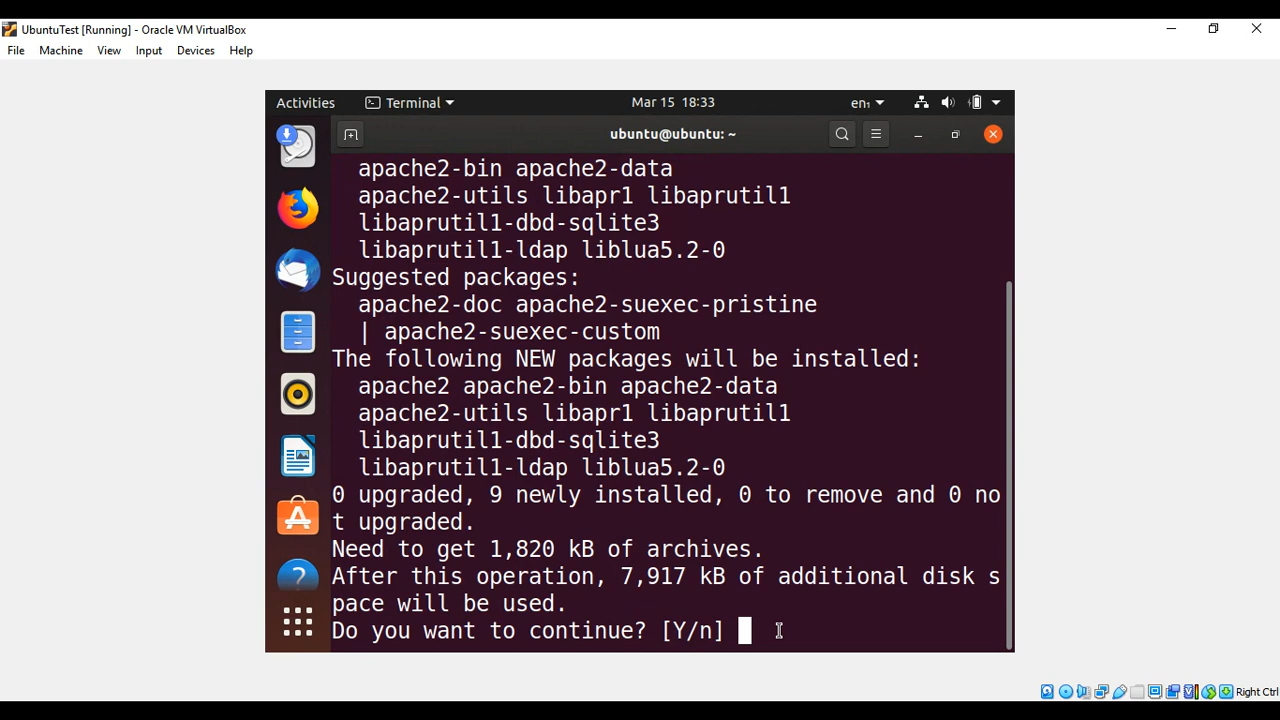 UbuntuTest [Running] - Oracle VM VirtualBox
File Machine View Input Devices Help
Activities Terminal Mar 15 18:33 en₁
ubuntu@ubuntu: ~
apache2-bin apache2-data
apache2-utils libapr1 libaprutil1
libaprutil1-dbd-sqlite3
libaprutil1-ldap liblua5.2-0
Suggested packages:
apache2-doc apache2-suexec-pristine
| apache2-suexec-custom
The following NEW packages will be installed:
apache2 apache2-bin apache2-data
apache2-utils libapr1 libaprutil1
libaprutil1-dbd-sqlite3
libaprutil1-ldap liblua5.2-0
0 upgraded, 9 newly installed, 0 to remove and 0 no
t upgraded.
Need to get 1,820 kB of archives.
After this operation, 7,917 kB of additional disk s
pace will be used.
Do you want to continue? [Y/n]
Right Ctrl